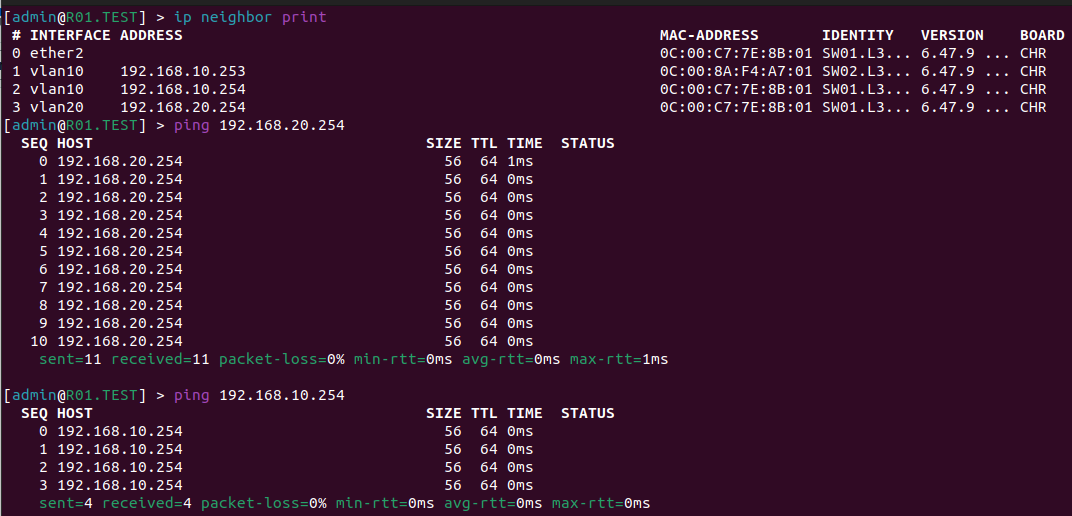 [admin@R01.TEST] > ip neighbor print
# INTERFACE ADDRESS MAC-ADDRESS IDENTITY VERSION BOARD
0 ether2 0C:00:C7:7E:8B:01 SW01.L3... 6.47.9 ... CHR
1 vlan10 192.168.10.253 0C:00:8A:F4:A7:01 SW02.L3... 6.47.9 ... CHR
2 vlan10 192.168.10.254 0C:00:C7:7E:8B:01 SW01.L3... 6.47.9 ... CHR
3 vlan20 192.168.20.254 0C:00:C7:7E:8B:01 SW01.L3... 6.47.9 ... CHR
[admin@R01.TEST] > ping 192.168.20.254
SEQ HOST SIZE TTL TIME STATUS
0 192.168.20.254 56 64 1ms
1 192.168.20.254 56 64 0ms
2 192.168.20.254 56 64 0ms
3 192.168.20.254 56 64 0ms
4 192.168.20.254 56 64 0ms
5 192.168.20.254 56 64 0ms
6 192.168.20.254 56 64 0ms
7 192.168.20.254 56 64 0ms
8 192.168.20.254 56 64 0ms
9 192.168.20.254 56 64 0ms
10 192.168.20.254 56 64 0ms
sent=11 received=11 packet-loss=0% min-rtt=0ms avg-rtt=0ms max-rtt=1ms
[admin@R01.TEST] > ping 192.168.10.254
SEQ HOST SIZE TTL TIME STATUS
0 192.168.10.254 56 64 0ms
1 192.168.10.254 56 64 0ms
2 192.168.10.254 56 64 0ms
3 192.168.10.254 56 64 0ms
sent=4 received=4 packet-loss=0% min-rtt=0ms avg-rtt=0ms max-rtt=0ms